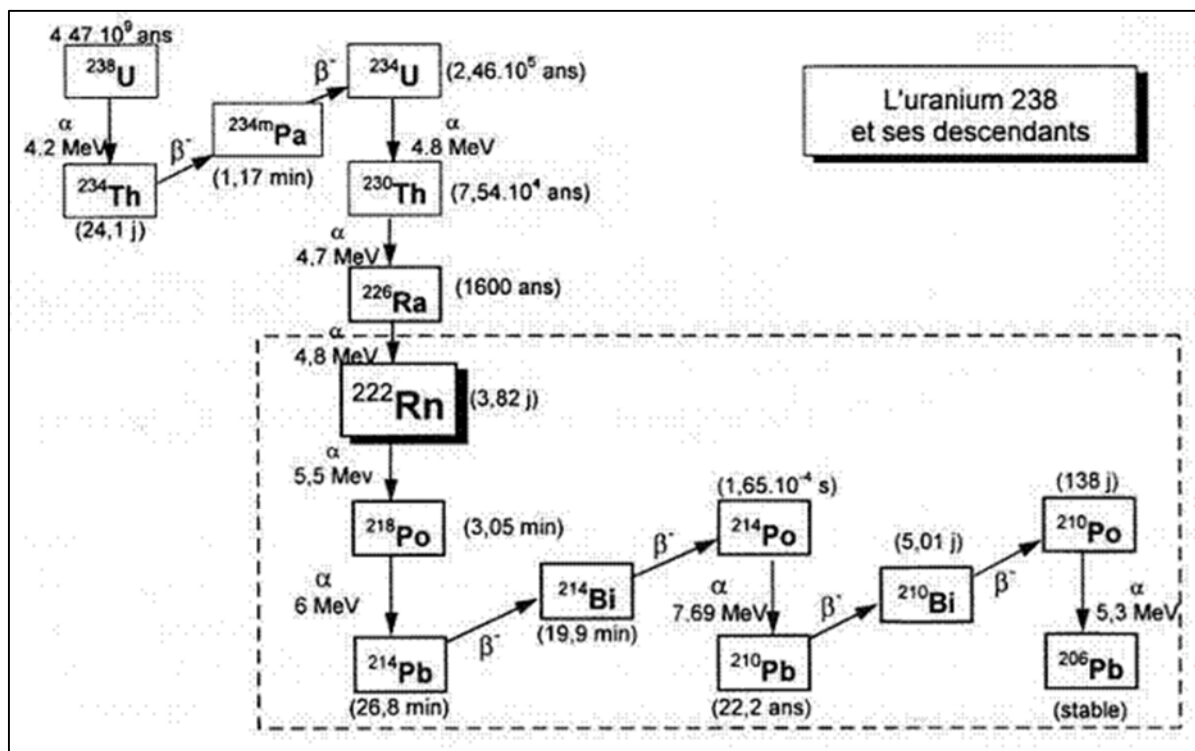 4.47.10⁹ ans
²³⁸U
α
4.2 MeV
²³⁴Th
(24,1 j)
β⁻
²³⁴ᵐPa
(1,17 min)
β⁻
²³⁴U
(2,46.10⁵ ans)
L'uranium 238
et ses descendants
α
4.8 MeV
²³⁰Th
(7,54.10⁴ ans)
α
4,7 MeV
²²⁶Ra
(1600 ans)
α
4,8 MeV
²²²Rn
(3,82 j)
α
5,5 Mev
²¹⁸Po
(3,05 min)
α
6 MeV
²¹⁴Pb
(26,8 min)
β⁻
²¹⁴Bi
(19,9 min)
β⁻
(1,65.10⁻⁴ s)
²¹⁴Po
α
7.69 MeV
²¹⁰Pb
(22,2 ans)
β⁻
(5,01 j)
²¹⁰Bi
β⁻
(138 j)
²¹⁰Po
α
5,3 MeV
²⁰⁶Pb
(stable)